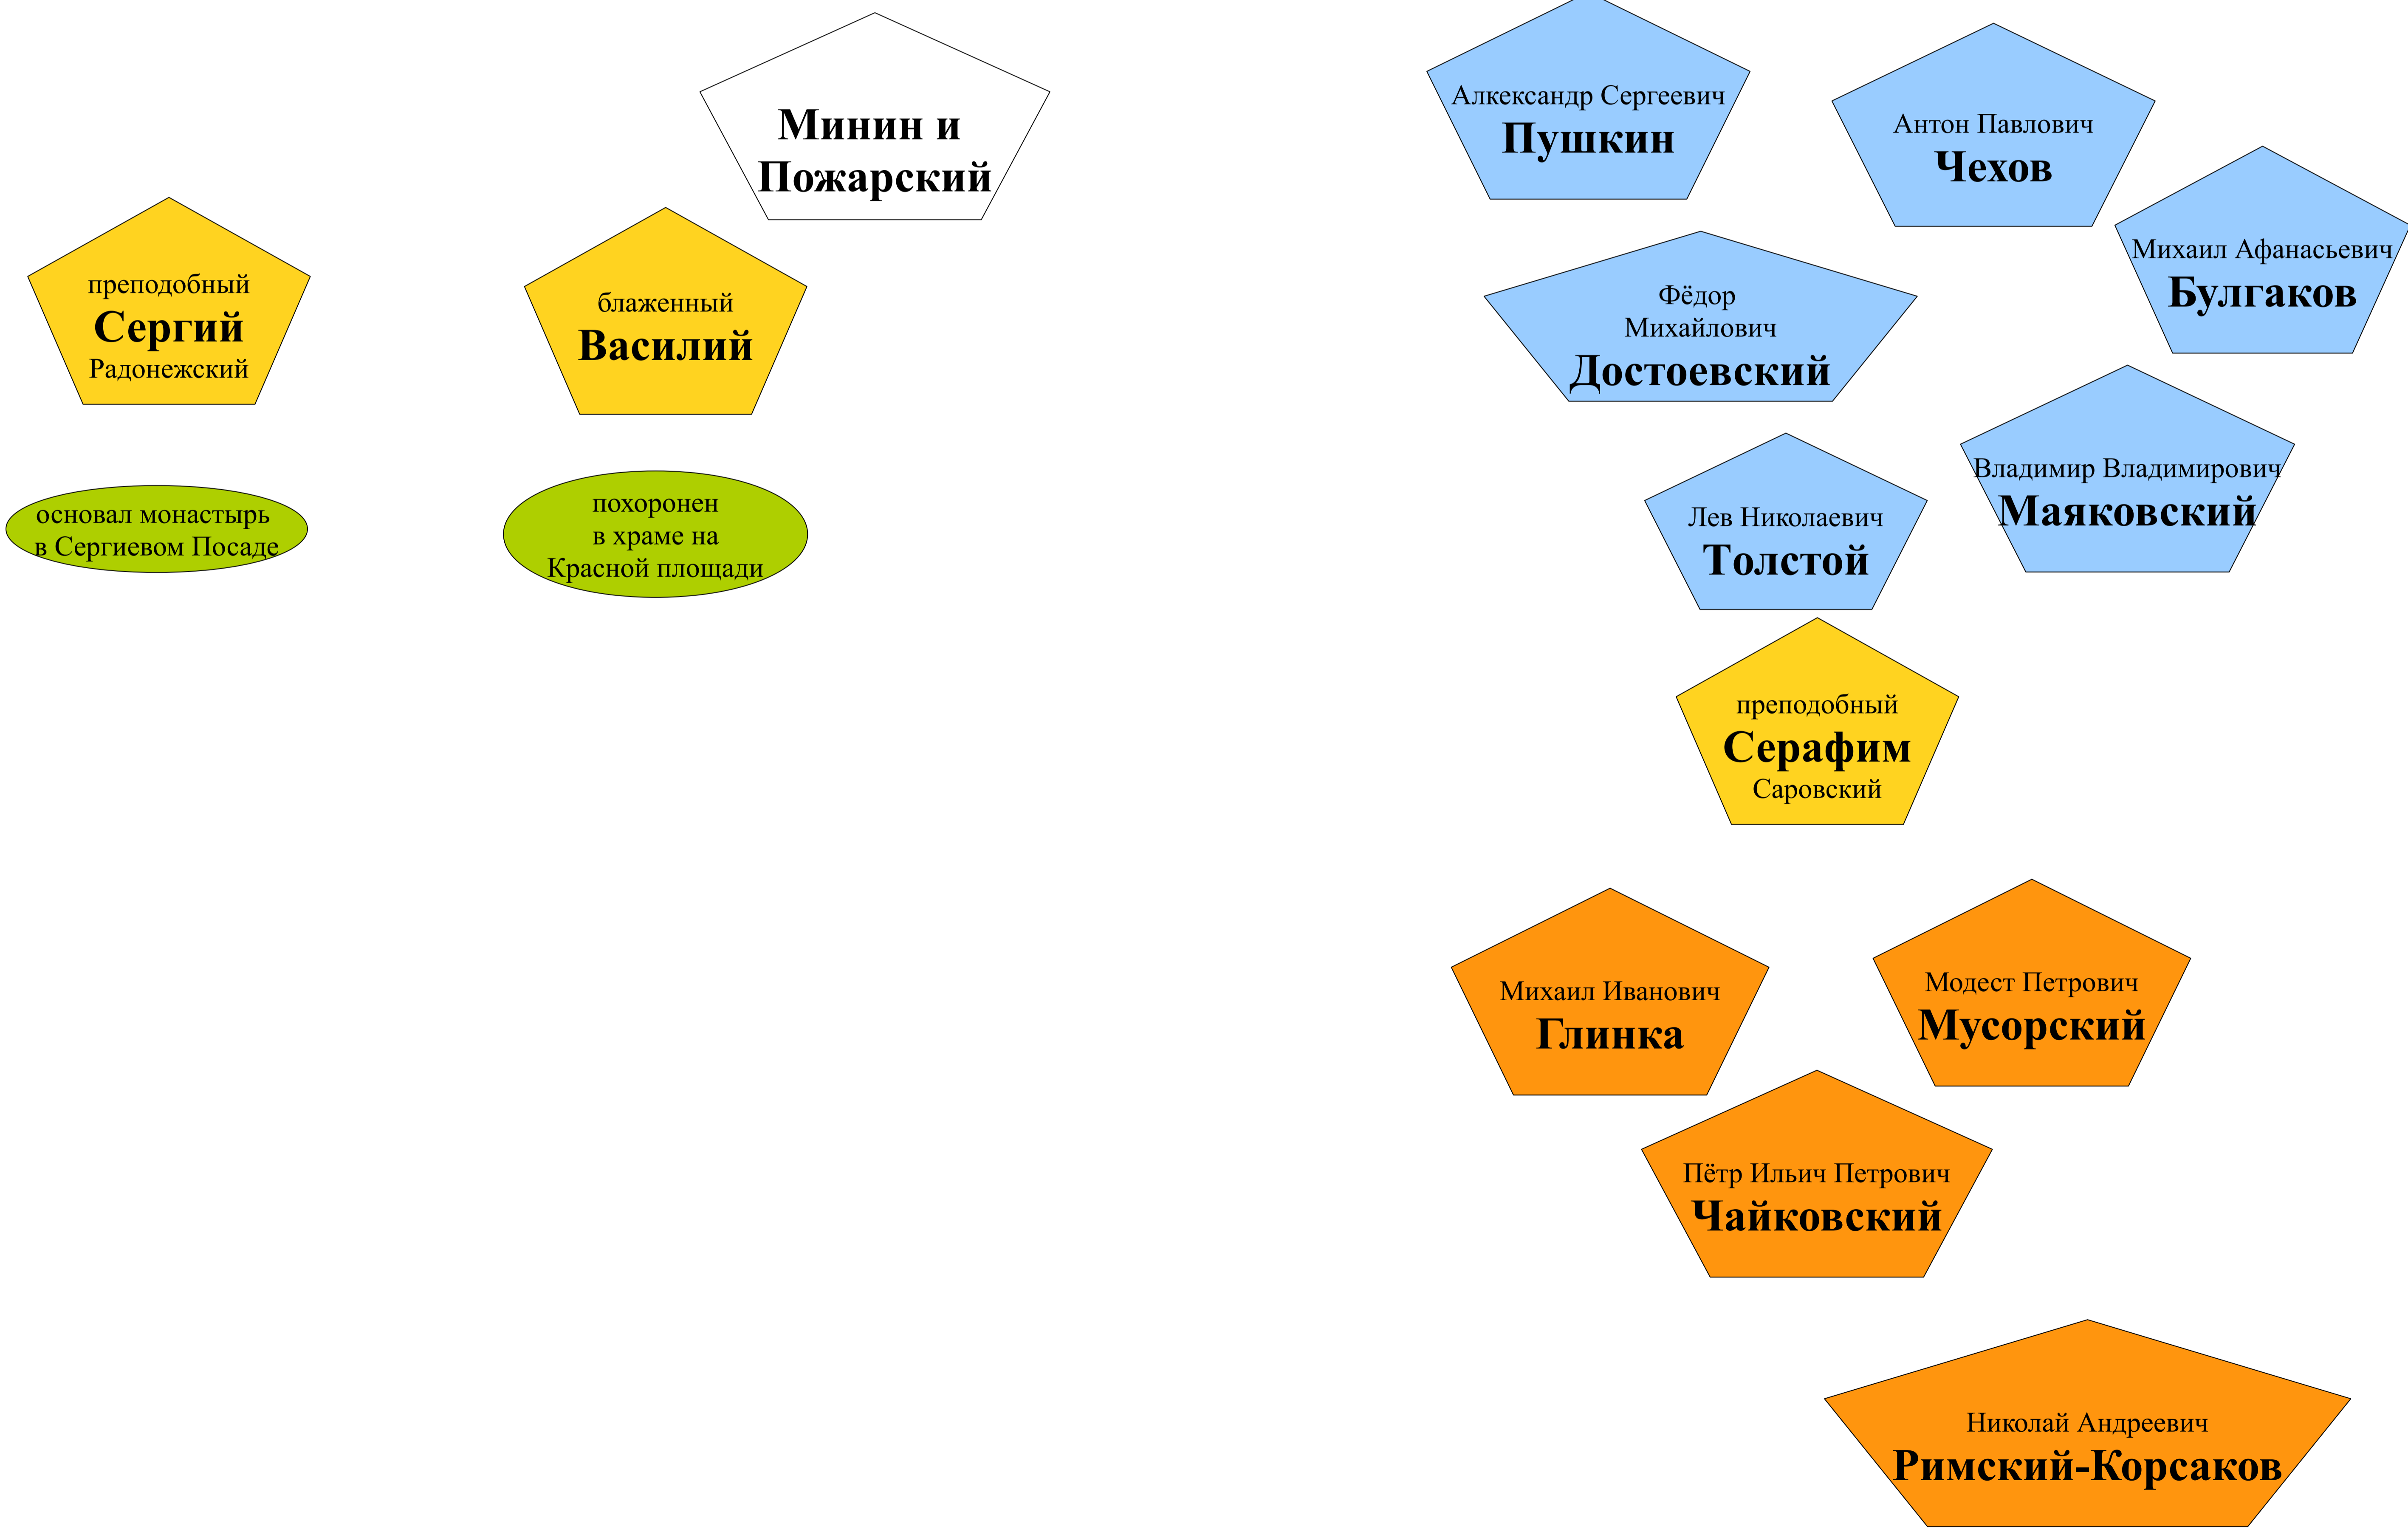 Минин и
Пожарский
Алкександр Сергеевич
Пушкин
Антон Павлович
Чехов
Михаил Афанасьевич
Булгаков
преподобный
Сергий
Радонежский
блаженный
Василий
Фёдор
Михайлович
Достоевский
основал монастырь
в Сергиевом Посаде
похоронен
в храме на
Красной площади
Лев Николаевич
Толстой
Владимир Владимирович
Маяковский
преподобный
Серафим
Саровский
Михаил Иванович
Глинка
Модест Петрович
Мусорский
Пётр Ильич Петрович
Чайковский
Николай Андреевич
Римский-Корсаков